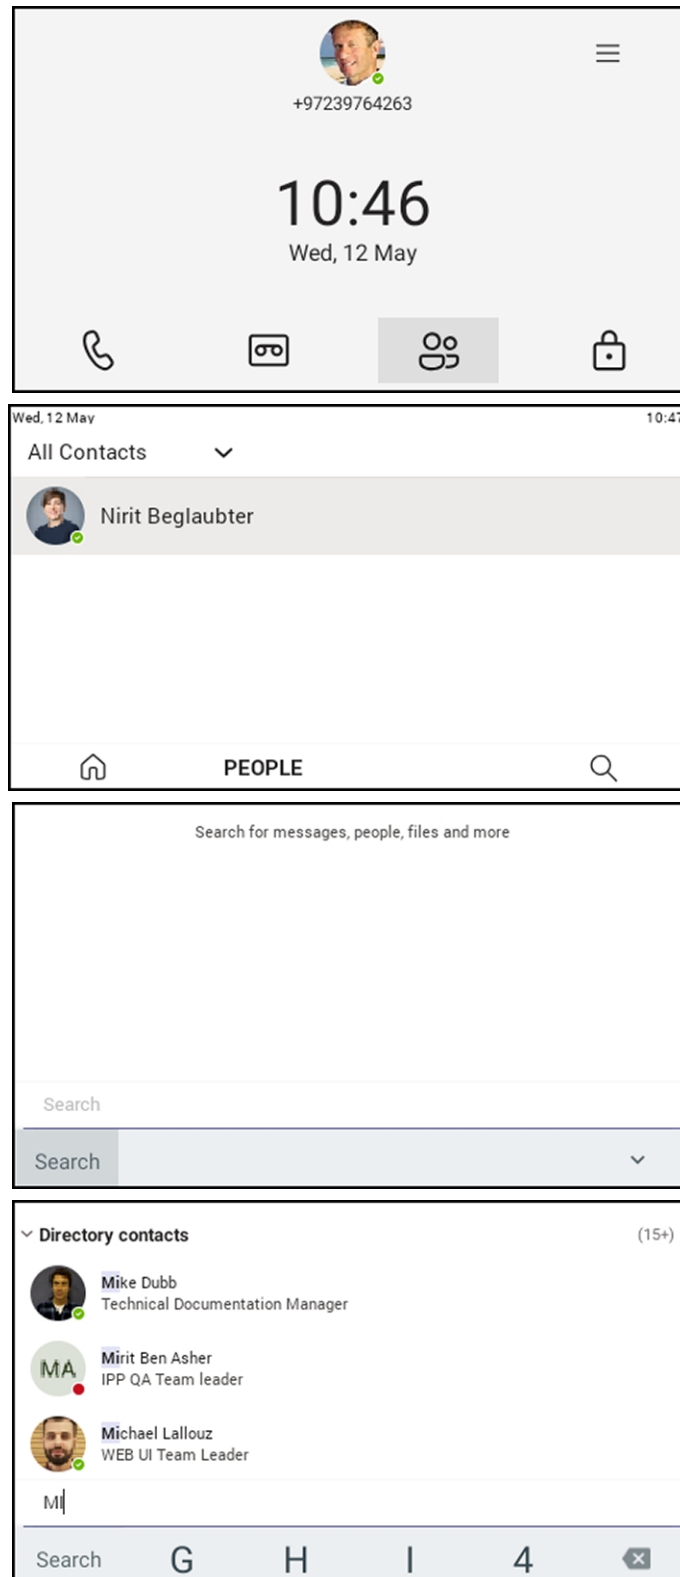 +97239764263
10:46
Wed, 12 May
Wed, 12 May 10:47
All Contacts
Nirit Beglaubter
PEOPLE
Search for messages, people, files and more
Search
Search
Directory contacts (15+)
Mike Dubb
Technical Documentation Manager
MA
Mirit Ben Asher
IPP QA Team leader
Michael Lallouz
WEB UI Team Leader
MI
Search G H I 4